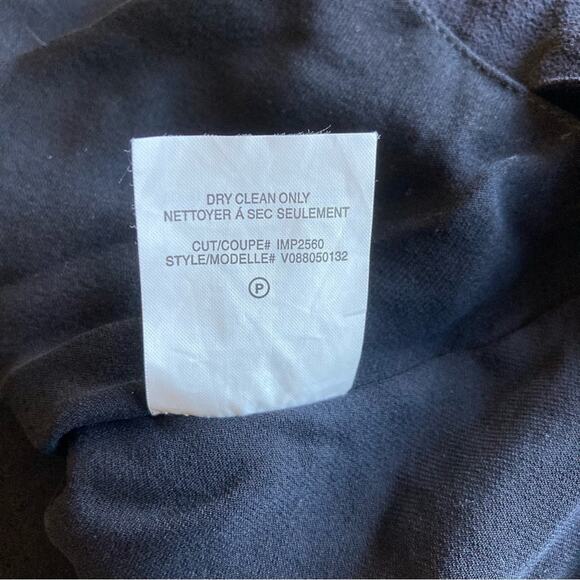 DRY CLEAN ONLY
NETTOYER Á SEC SEULEMENT
CUT/COUPE# IMP2560
STYLE/MODELLE# V088050132
P